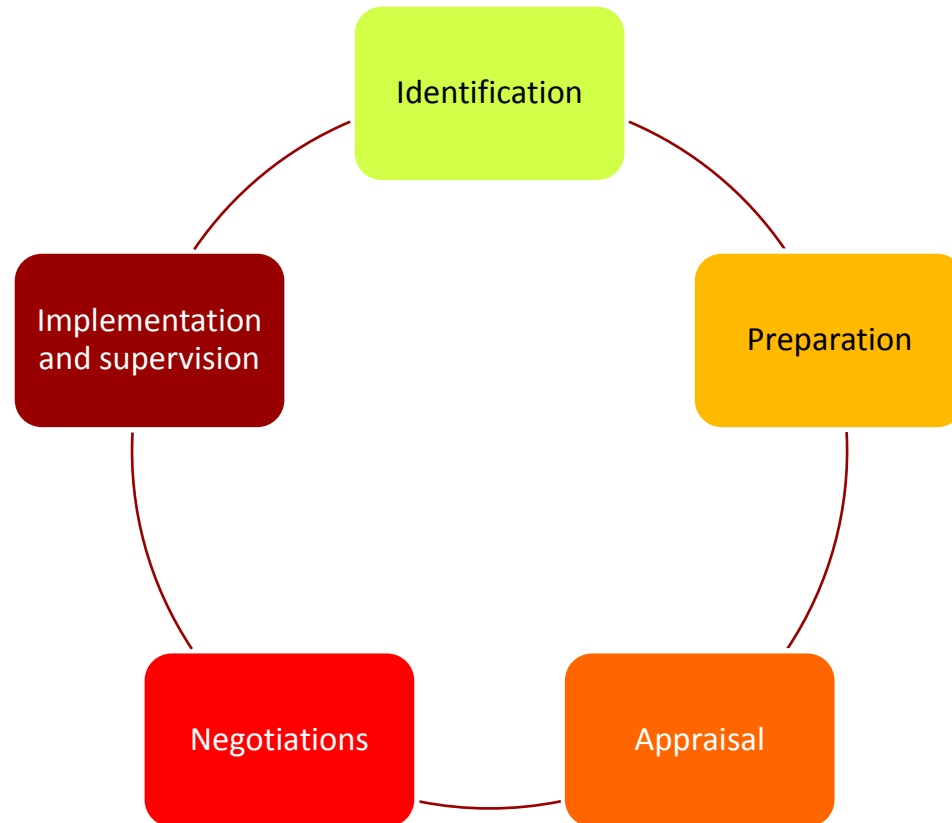 Identification
Preparation
Appraisal
Negotiations
Implementation
and supervision